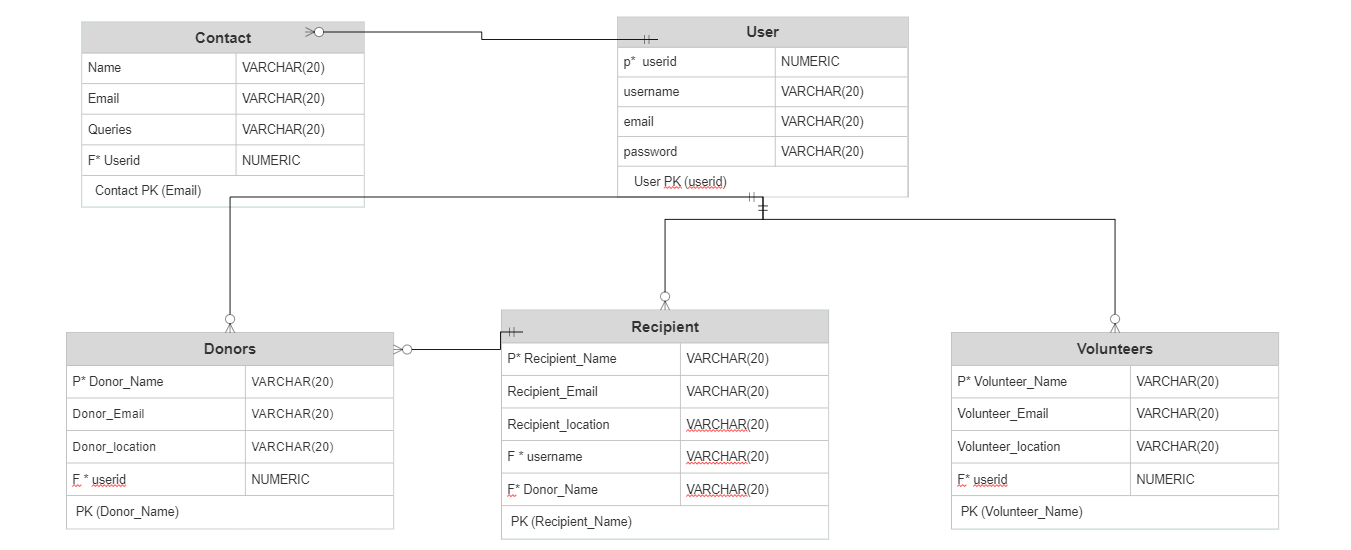 Contact
Name VARCHAR(20)
Email VARCHAR(20)
Queries VARCHAR(20)
F* Userid NUMERIC
Contact PK (Email)
User
p* userid NUMERIC
username VARCHAR(20)
email VARCHAR(20)
password VARCHAR(20)
User PK (userid)
Donors
P* Donor_Name VARCHAR(20)
Donor_Email VARCHAR(20)
Donor_location VARCHAR(20)
F * userid NUMERIC
PK (Donor_Name)
Recipient
P* Recipient_Name VARCHAR(20)
Recipient_Email VARCHAR(20)
Recipient_location VARCHAR(20)
F * username VARCHAR(20)
F* Donor_Name VARCHAR(20)
PK (Recipient_Name)
Volunteers
P* Volunteer_Name VARCHAR(20)
Volunteer_Email VARCHAR(20)
Volunteer_location VARCHAR(20)
F* userid NUMERIC
PK (Volunteer_Name)